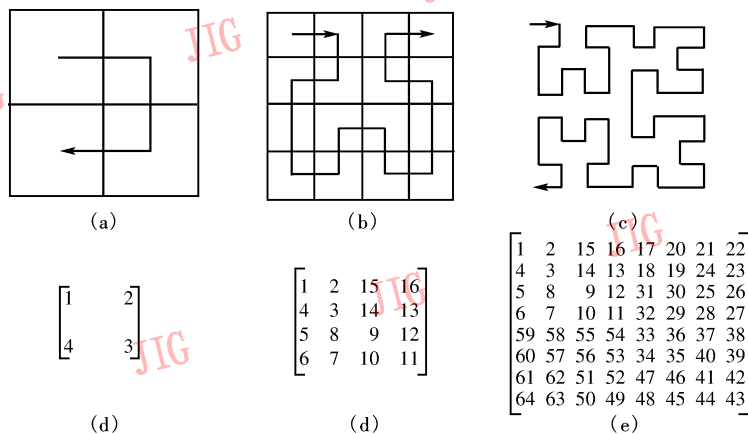 JIG
JIG
(a) (b) (c)
1 2
4 3
(d)
1 2 15 16
4 3 14 13
5 8 9 12
6 7 10 11
(d)
1 2 15 16 17 20 21 22
4 3 14 13 18 19 24 23
5 8 9 12 31 30 25 26
6 7 10 11 32 29 28 27
59 58 55 54 33 36 37 38
60 57 56 53 34 35 40 39
61 62 51 52 47 46 41 42
64 63 50 49 48 45 44 43
(e)
JIG
JIG